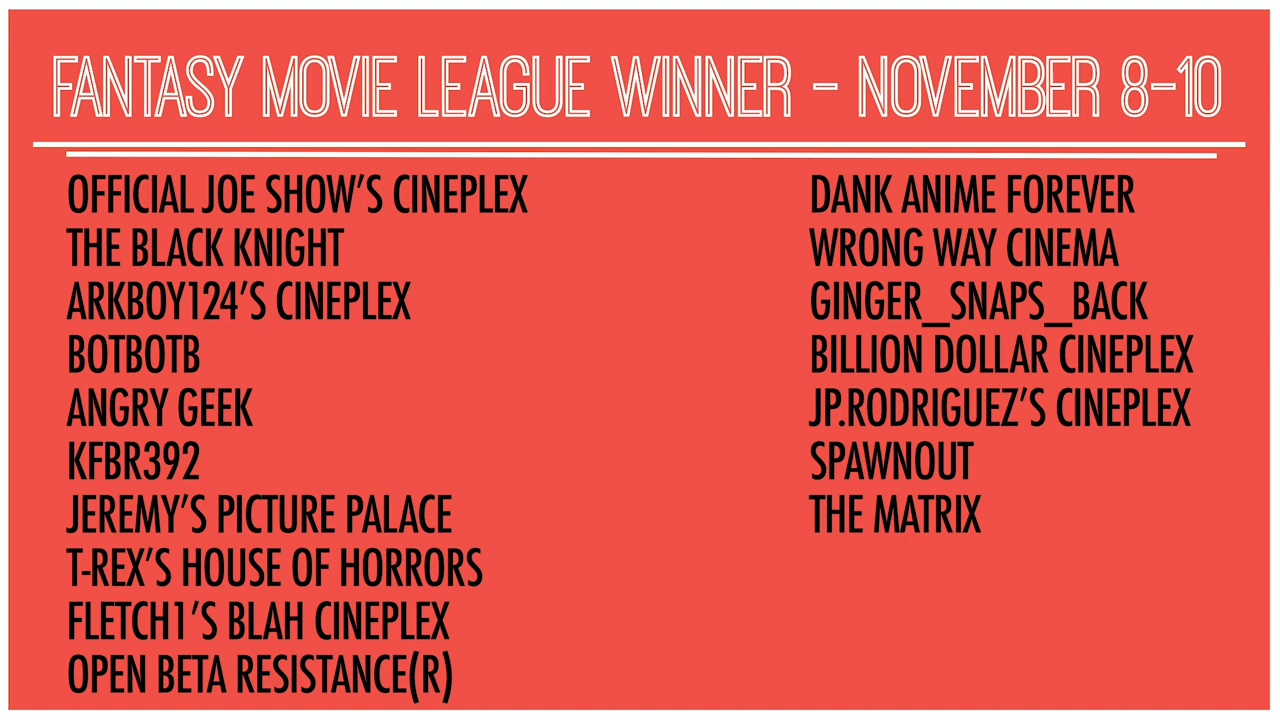 FANTASY MOVIE LEAGUE WINNER - NOVEMBER 8-10
OFFICIAL JOE SHOW'S CINEPLEX
THE BLACK KNIGHT
ARKBOY124'S CINEPLEX
BOTBOTB
ANGRY GEEK
KFBR392
JEREMY'S PICTURE PALACE
T-REX'S HOUSE OF HORRORS
FLETCH1'S BLAH CINEPLEX
OPEN BETA RESISTANCE(R)
DANK ANIME FOREVER
WRONG WAY CINEMA
GINGER_SNAPS_BACK
BILLION DOLLAR CINEPLEX
JP.RODRIGUEZ'S CINEPLEX
SPAWNOUT
THE MATRIX